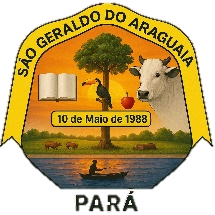 SÃO GERALDO DO ARAGUAIA
10 de Maio de 1988
PARÁ